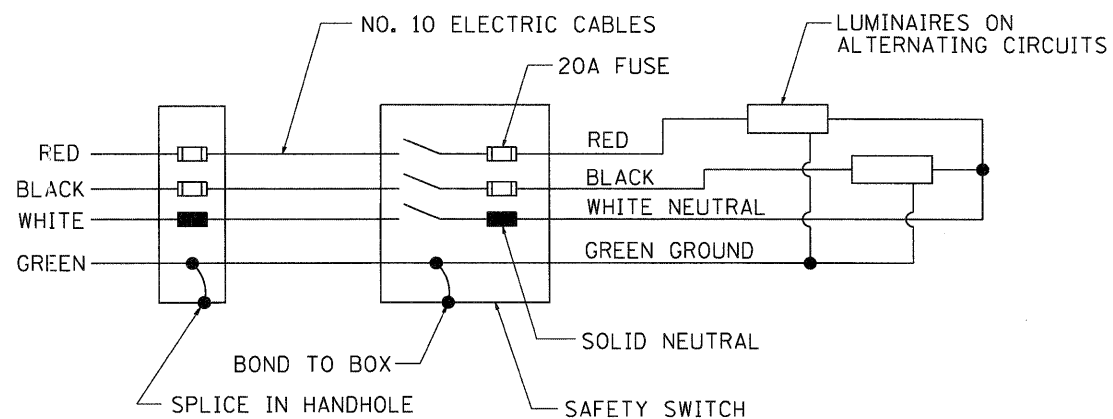 NO. 10 ELECTRIC CABLES
LUMINAIRES ON
ALTERNATING CIRCUITS
20A FUSE
RED
RED
BLACK
BLACK
WHITE
WHITE NEUTRAL
GREEN
GREEN GROUND
SOLID NEUTRAL
BOND TO BOX
SPLICE IN HANDHOLE
SAFETY SWITCH